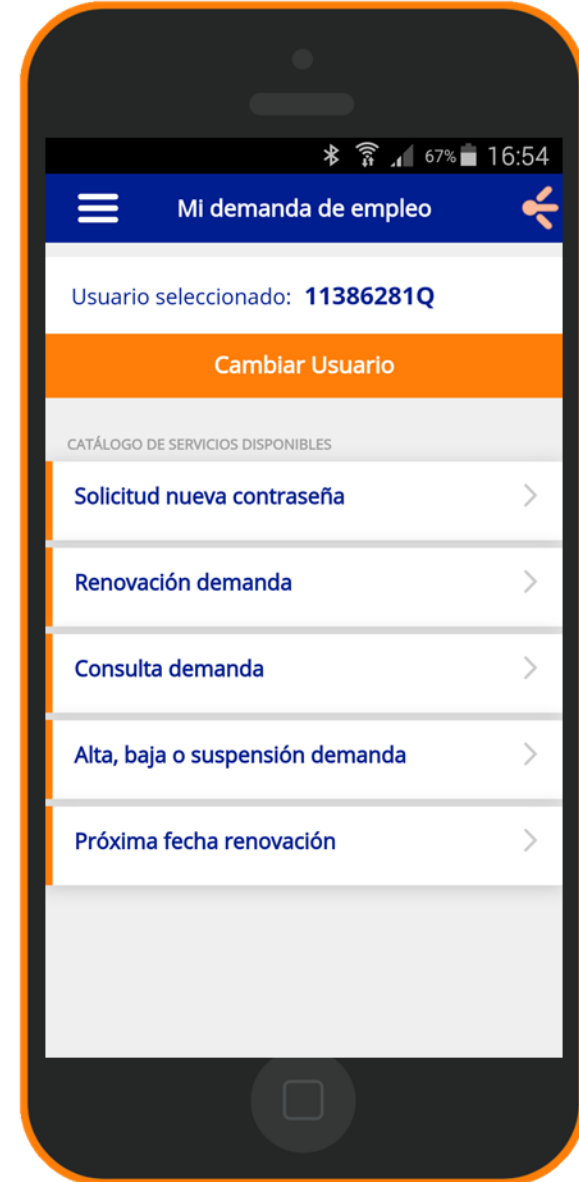 67% 16:54
Mi demanda de empleo
Usuario seleccionado: 11386281Q
Cambiar Usuario
CATÁLOGO DE SERVICIOS DISPONIBLES
Solicitud nueva contraseña
Renovación demanda
Consulta demanda
Alta, baja o suspensión demanda
Próxima fecha renovación